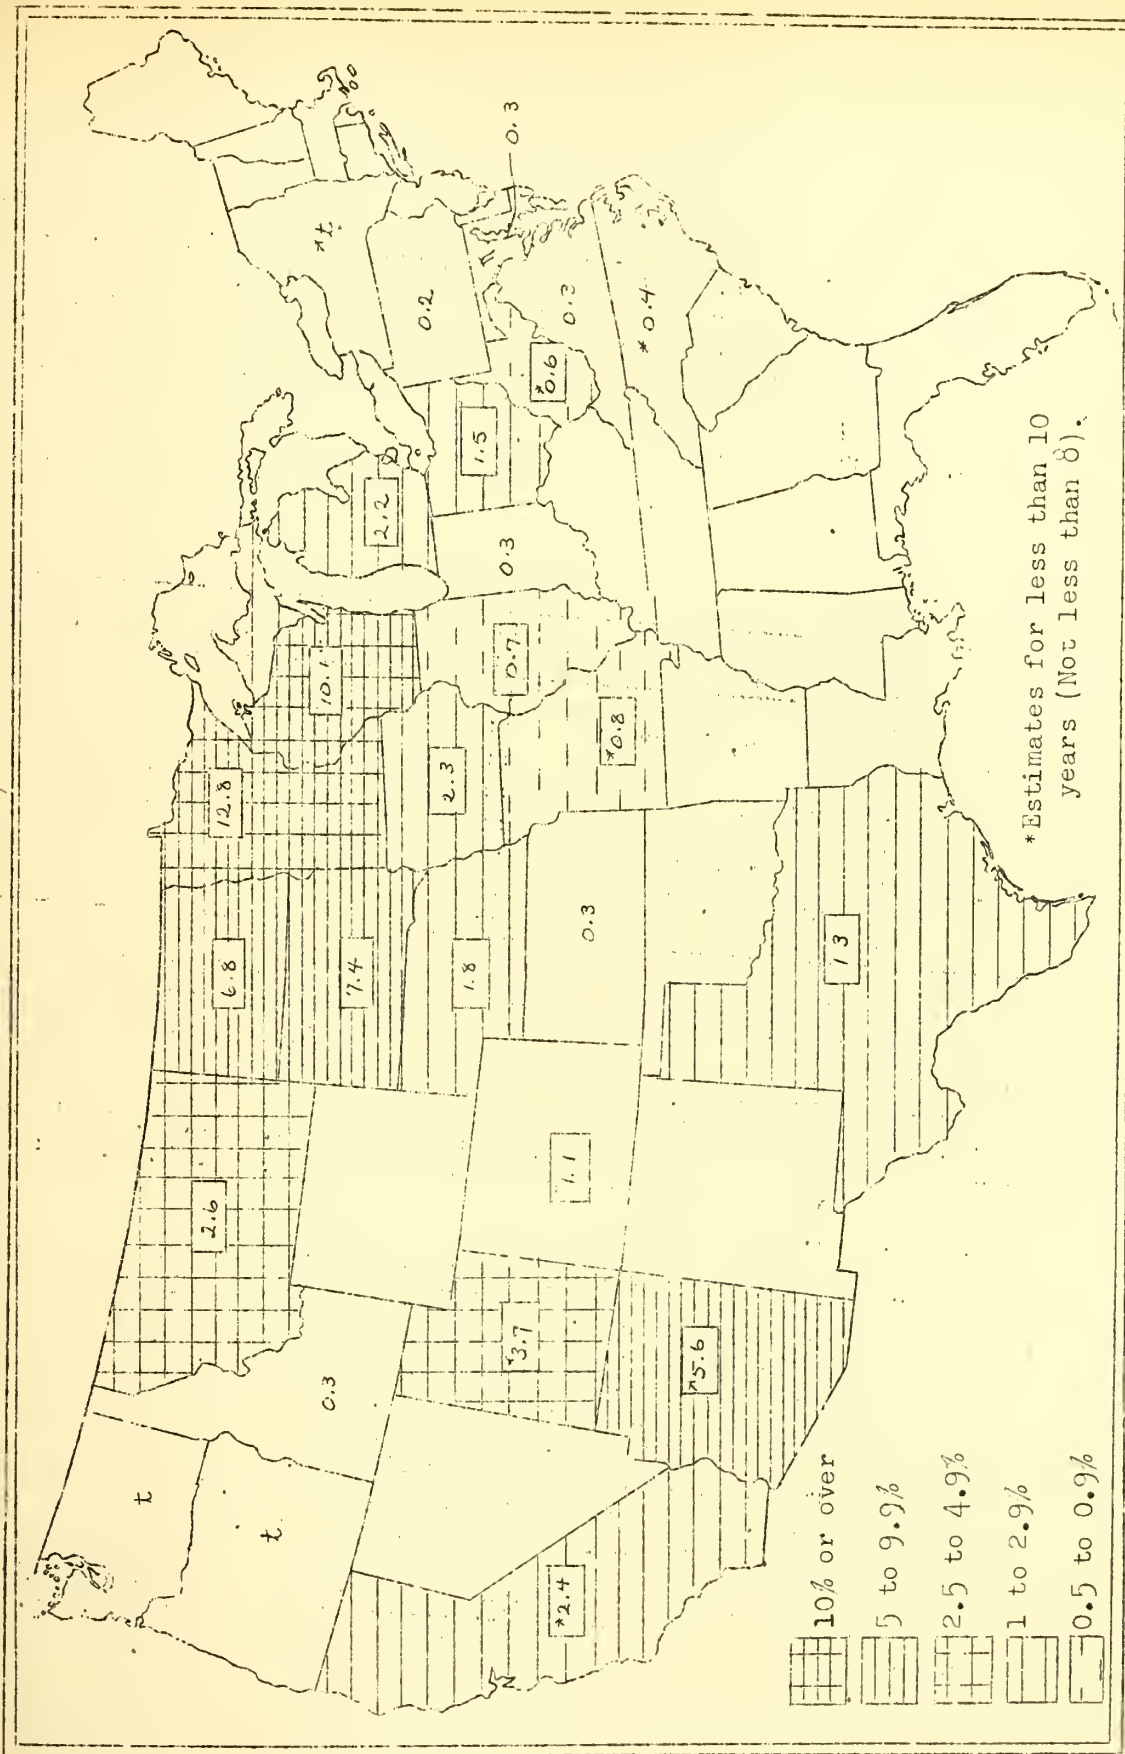 t
t
0.3
2.6
6.8
7.4
1.8
0.3
1.1
*3.7
*5.6
*2.4
1 3
12.8
10.1
2.3
0.7
*0.8
2.2
0.3
1.5
*0.6
0.2
*t
0.3
0.3
*0.4
10% or over
5 to 9.9%
2.5 to 4.9%
1 to 2.9%
0.5 to 0.9%
*Estimates for less than 10
years (Not less than 8).